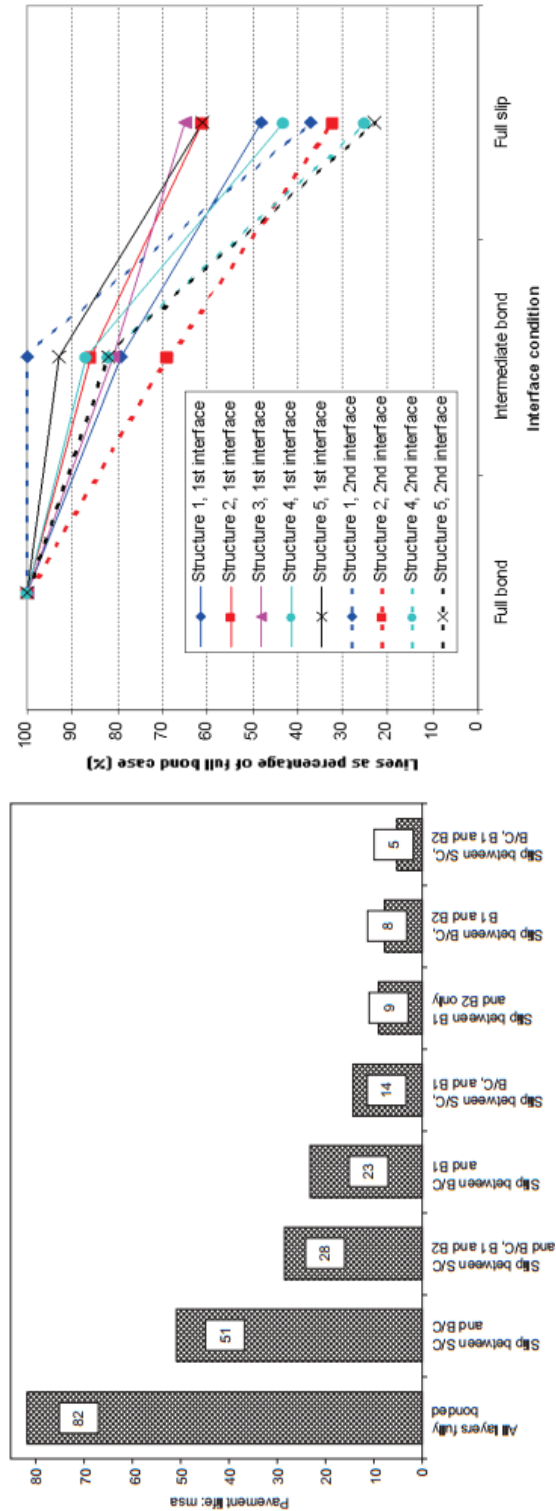 Pavement life: msa
80
70
60
50
40
30
20
10
0
82
51
28
23
14
9
8
5
All layers fully
bonded
Slip between S/C
and B/C
Slip between S/C
and B/C, B1 and B2
Slip between B/C
and B1
Slip between S/C,
B/C, and B1
Slip between B1
and B2 only
Slip between B/C,
B1 and B2
Slip between S/C,
B/C, B1 and B2
Lives as percentage of full bond case (%)
100
90
80
70
60
50
40
30
20
10
0
Structure 1, 1st interface
Structure 2, 1st interface
Structure 3, 1st interface
Structure 4, 1st interface
Structure 5, 1st interface
Structure 1, 2nd interface
Structure 2, 2nd interface
Structure 4, 2nd interface
Structure 5, 2nd interface
Full bond
Intermediate bond
Full slip
Interface condition